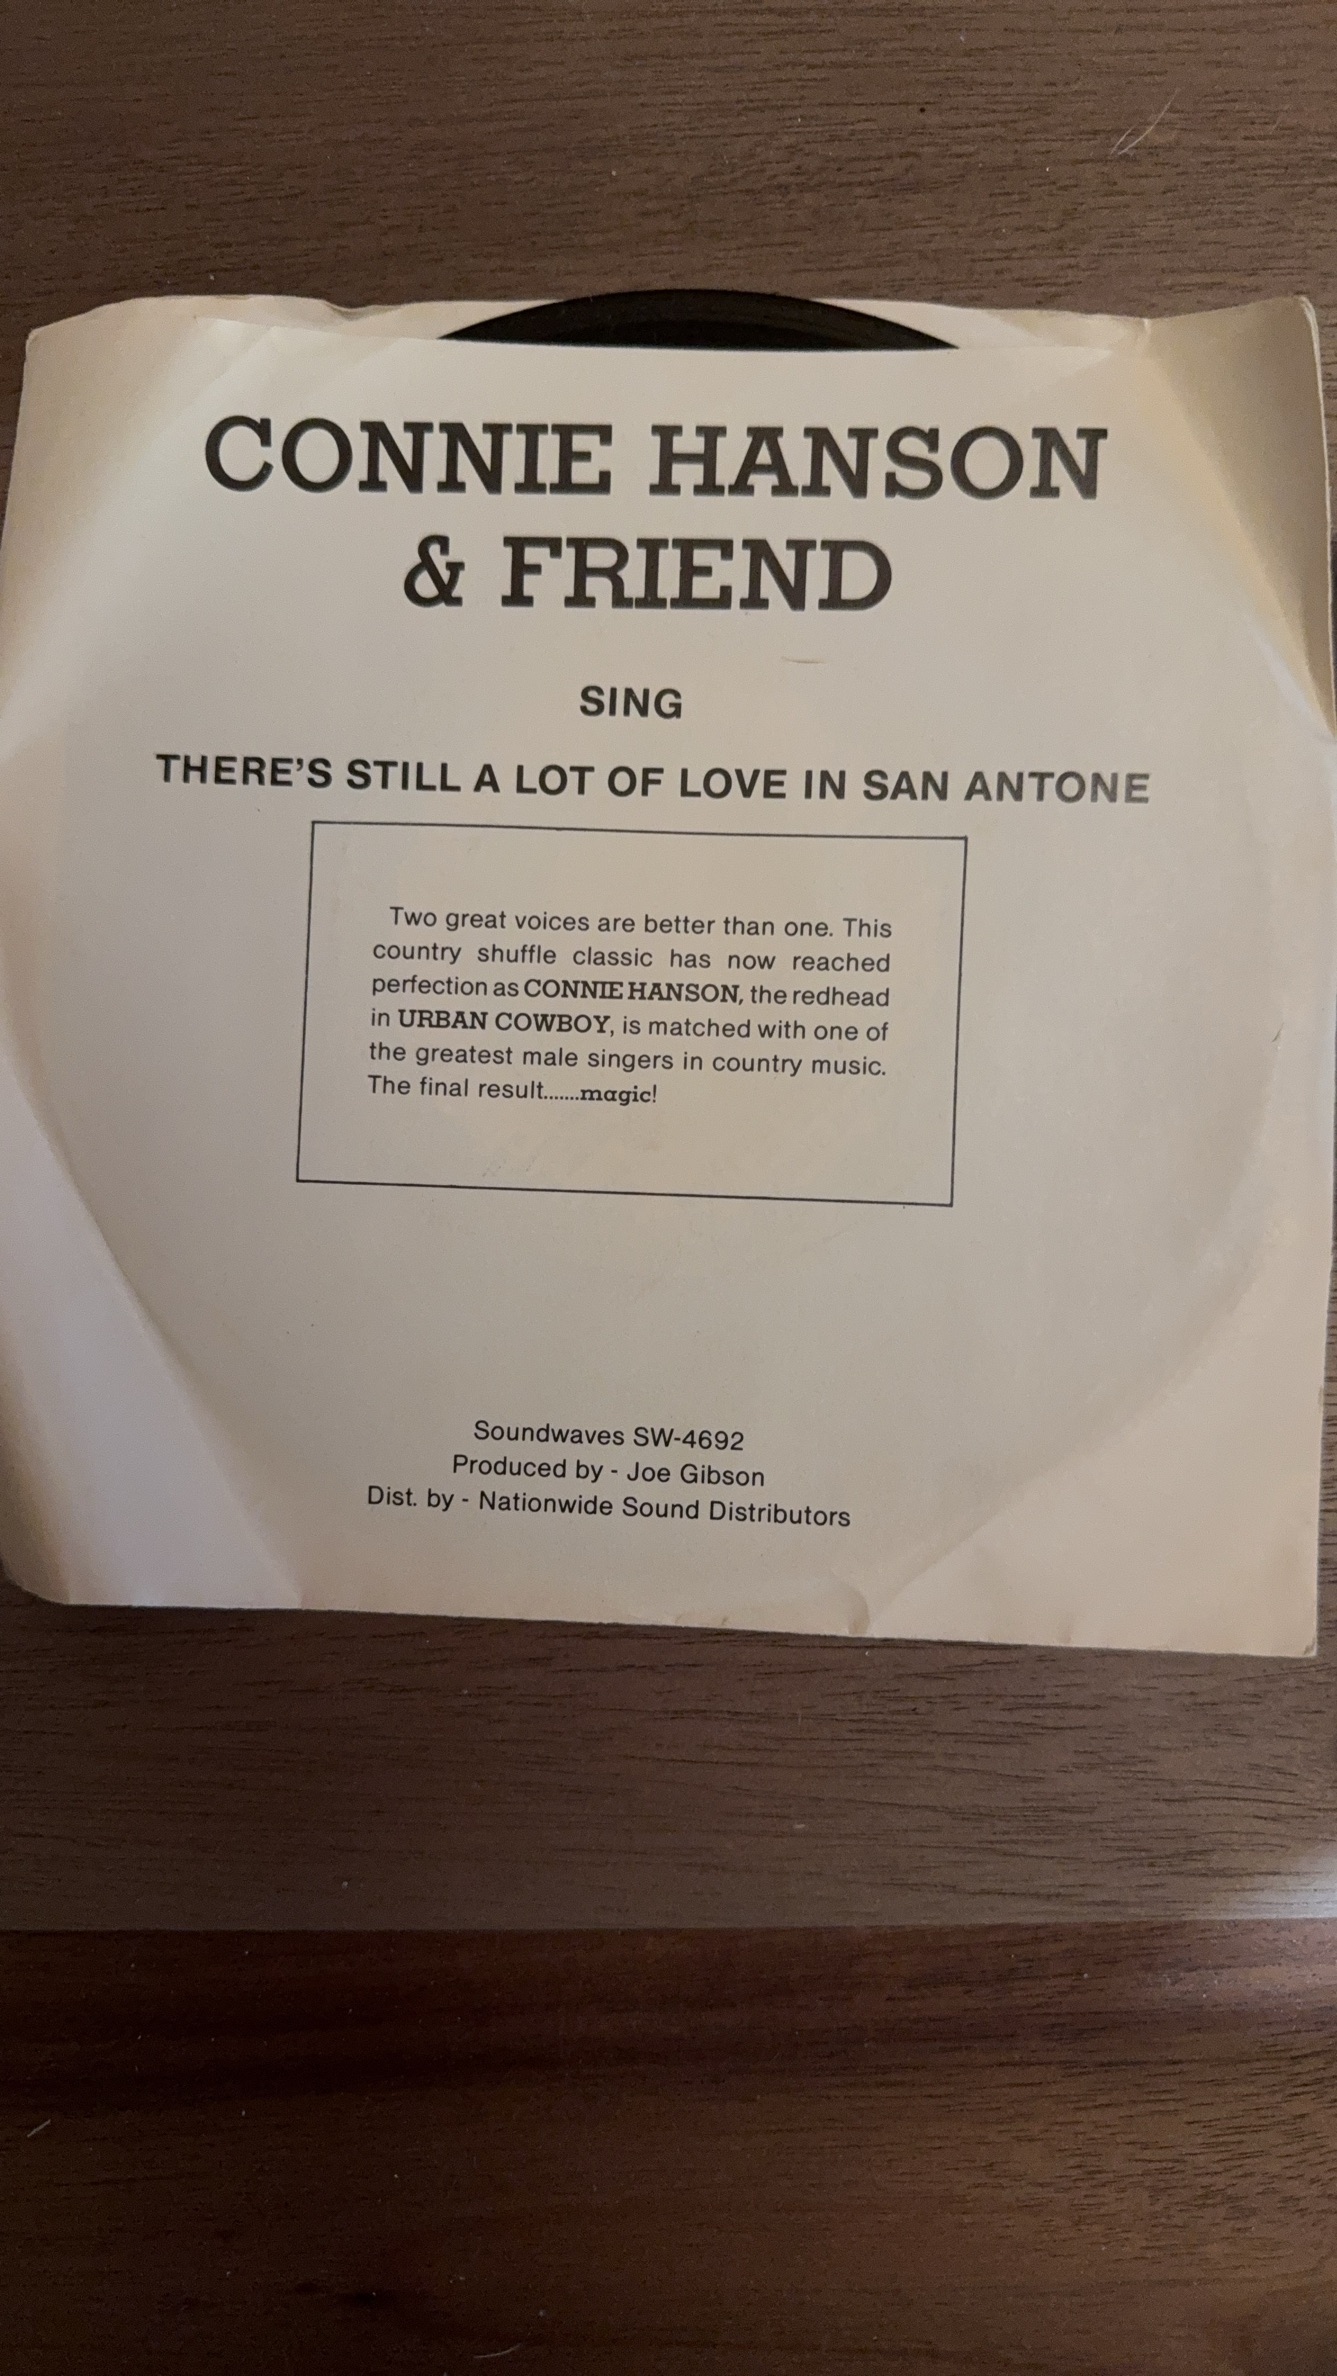 CONNIE HANSON
& FRIEND
SING
THERE'S STILL A LOT OF LOVE IN SAN ANTONE
Two great voices are better than one. This
country shuffle classic has now reached
perfection as CONNIE HANSON, the redhead
in URBAN COWBOY, is matched with one of
the greatest male singers in country music.
The final result.......magic!
Soundwaves SW-4692
Produced by - Joe Gibson
Dist. by - Nationwide Sound Distributors